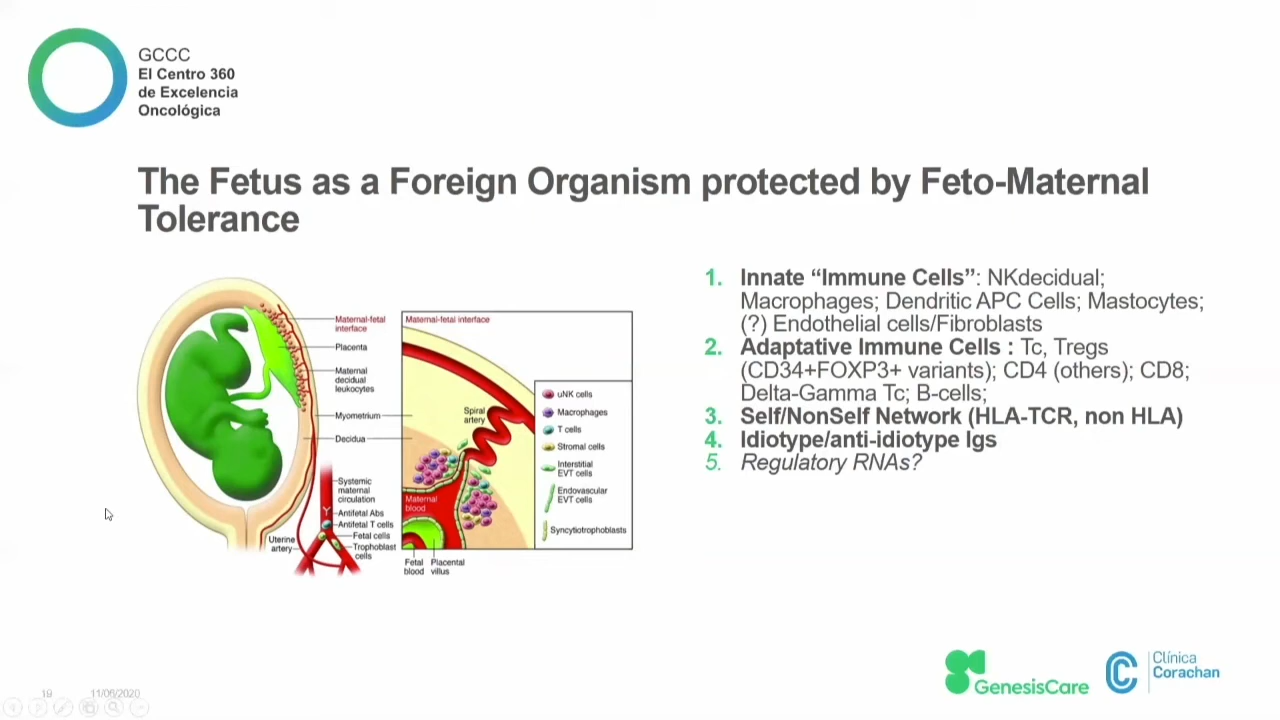 GCCC
El Centro 360
de Excelencia
Oncológica
The Fetus as a Foreign Organism protected by Feto-Maternal
Tolerance
Maternal-fetal
interface
Placenta
Maternal
decidual
leukocytes
Myometrium
Decidua
Systemic
maternal
circulation
Antifetal Abs
Antifetal T cells
Fetal cells
Trophoblast
cells
Uterine
artery
Maternal-fetal interface
Spiral
artery
Maternal
blood
Fetal
blood
Placental
villus
uNK cells
Macrophages
T cells
Stromal cells
Interstitial
EVT cells
Endovascular
EVT cells
Syncytiotrophoblasts
1. Innate “Immune Cells”: NKdecidual;
Macrophages; Dendritic APC Cells; Mastocytes;
(?) Endothelial cells/Fibroblasts
2. Adaptative Immune Cells : Tc, Tregs
(CD34+FOXP3+ variants); CD4 (others); CD8;
Delta-Gamma Tc; B-cells;
3. Self/NonSelf Network (HLA-TCR, non HLA)
4. Idiotype/anti-idiotype Igs
5. Regulatory RNAs?
19 11/06/2020
GenesisCare
Clínica
Corachan